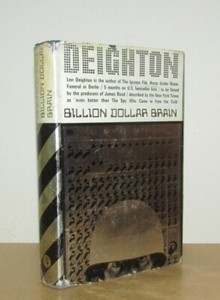 DEIGHTON
Len Deighton is the author of The Ipcress File, Horse Under Water,
Funeral in Berlin / 5 months on U.S. bestseller lists / to be filmed
by the producers of James Bond / described by the New York Times
as 'even better than The Spy Who Came in from the Cold'
BILLION DOLLAR BRAIN
BILLION DOLLAR
BRAIN